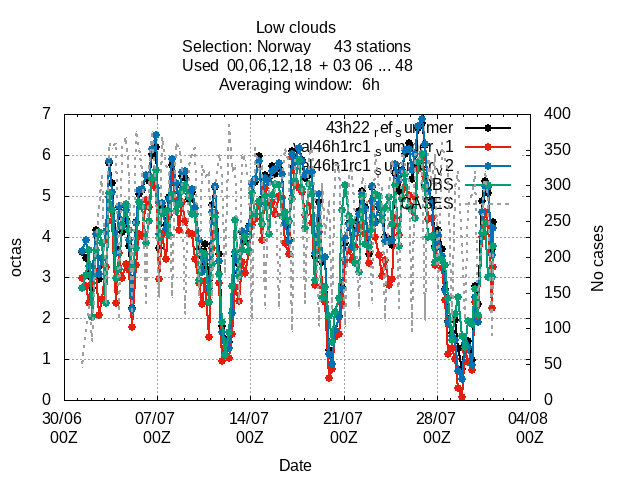 Low clouds
Selection: Norway 43 stations
Used 00,06,12,18 + 03 06 ... 48
Averaging window: 6h
7
6
5
4
3
2
1
0
400
350
300
250
200
150
100
50
0
octas
No cases
43h22_ref_summer
val46h1rc1_summer_v1
val46h1rc1_summer_v2
OBS
CASES
30/06 07/07 14/07 21/07 28/07 04/08
00Z 00Z 00Z 00Z 00Z 00Z
Date